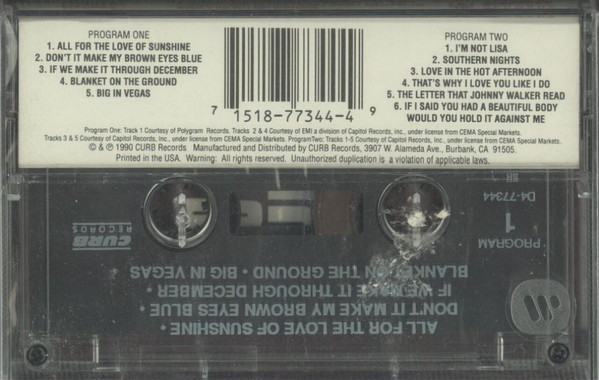 PROGRAM ONE
1. ALL FOR THE LOVE OF SUNSHINE
2. DON'T IT MAKE MY BROWN EYES BLUE
3. IF WE MAKE IT THROUGH DECEMBER
4. BLANKET ON THE GROUND
5. BIG IN VEGAS
PROGRAM TWO
1. I'M NOT LISA
2. SOUTHERN NIGHTS
3. LOVE IN THE HOT AFTERNOON
4. THAT'S WHY I LOVE YOU LIKE I DO
5. THE LETTER THAT JOHNNY WALKER READ
6. IF I SAID YOU HAD A BEAUTIFUL BODY
WOULD YOU HOLD IT AGAINST ME
7 1518-77344-4 9
Program One: Track 1 Courtesy of Polygram Records. Tracks 2 & 4 Courtesy of EMI) a division of Capitol Records, Inc., under license from CEMA Special Markets.
Tracks 3 & 5 Courtesy of Capitol Records, Inc., under license from CEMA Special Markets. ProgramTwo: Tracks 1-5 Courtesy of Capitol Records, Inc., under license from CEMA Special Markets.
© & ℗ 1990 CURB Records Manufactured and Distributed by CURB Records, 3907 W. Alameda Ave., Burbank, CA 91505.
Printed in the USA. Warning: All rights reserved. Unauthorized duplication is a violation of applicable laws.
ALL FOR THE LOVE OF SUNSHINE •
DON'T IT MAKE MY BROWN EYES BLUE •
IF WE MAKE IT THROUGH DECEMBER •
BLANKET ON THE GROUND • BIG IN VEGAS
CURB
RECORDS
PROGRAM
1
D4-77344